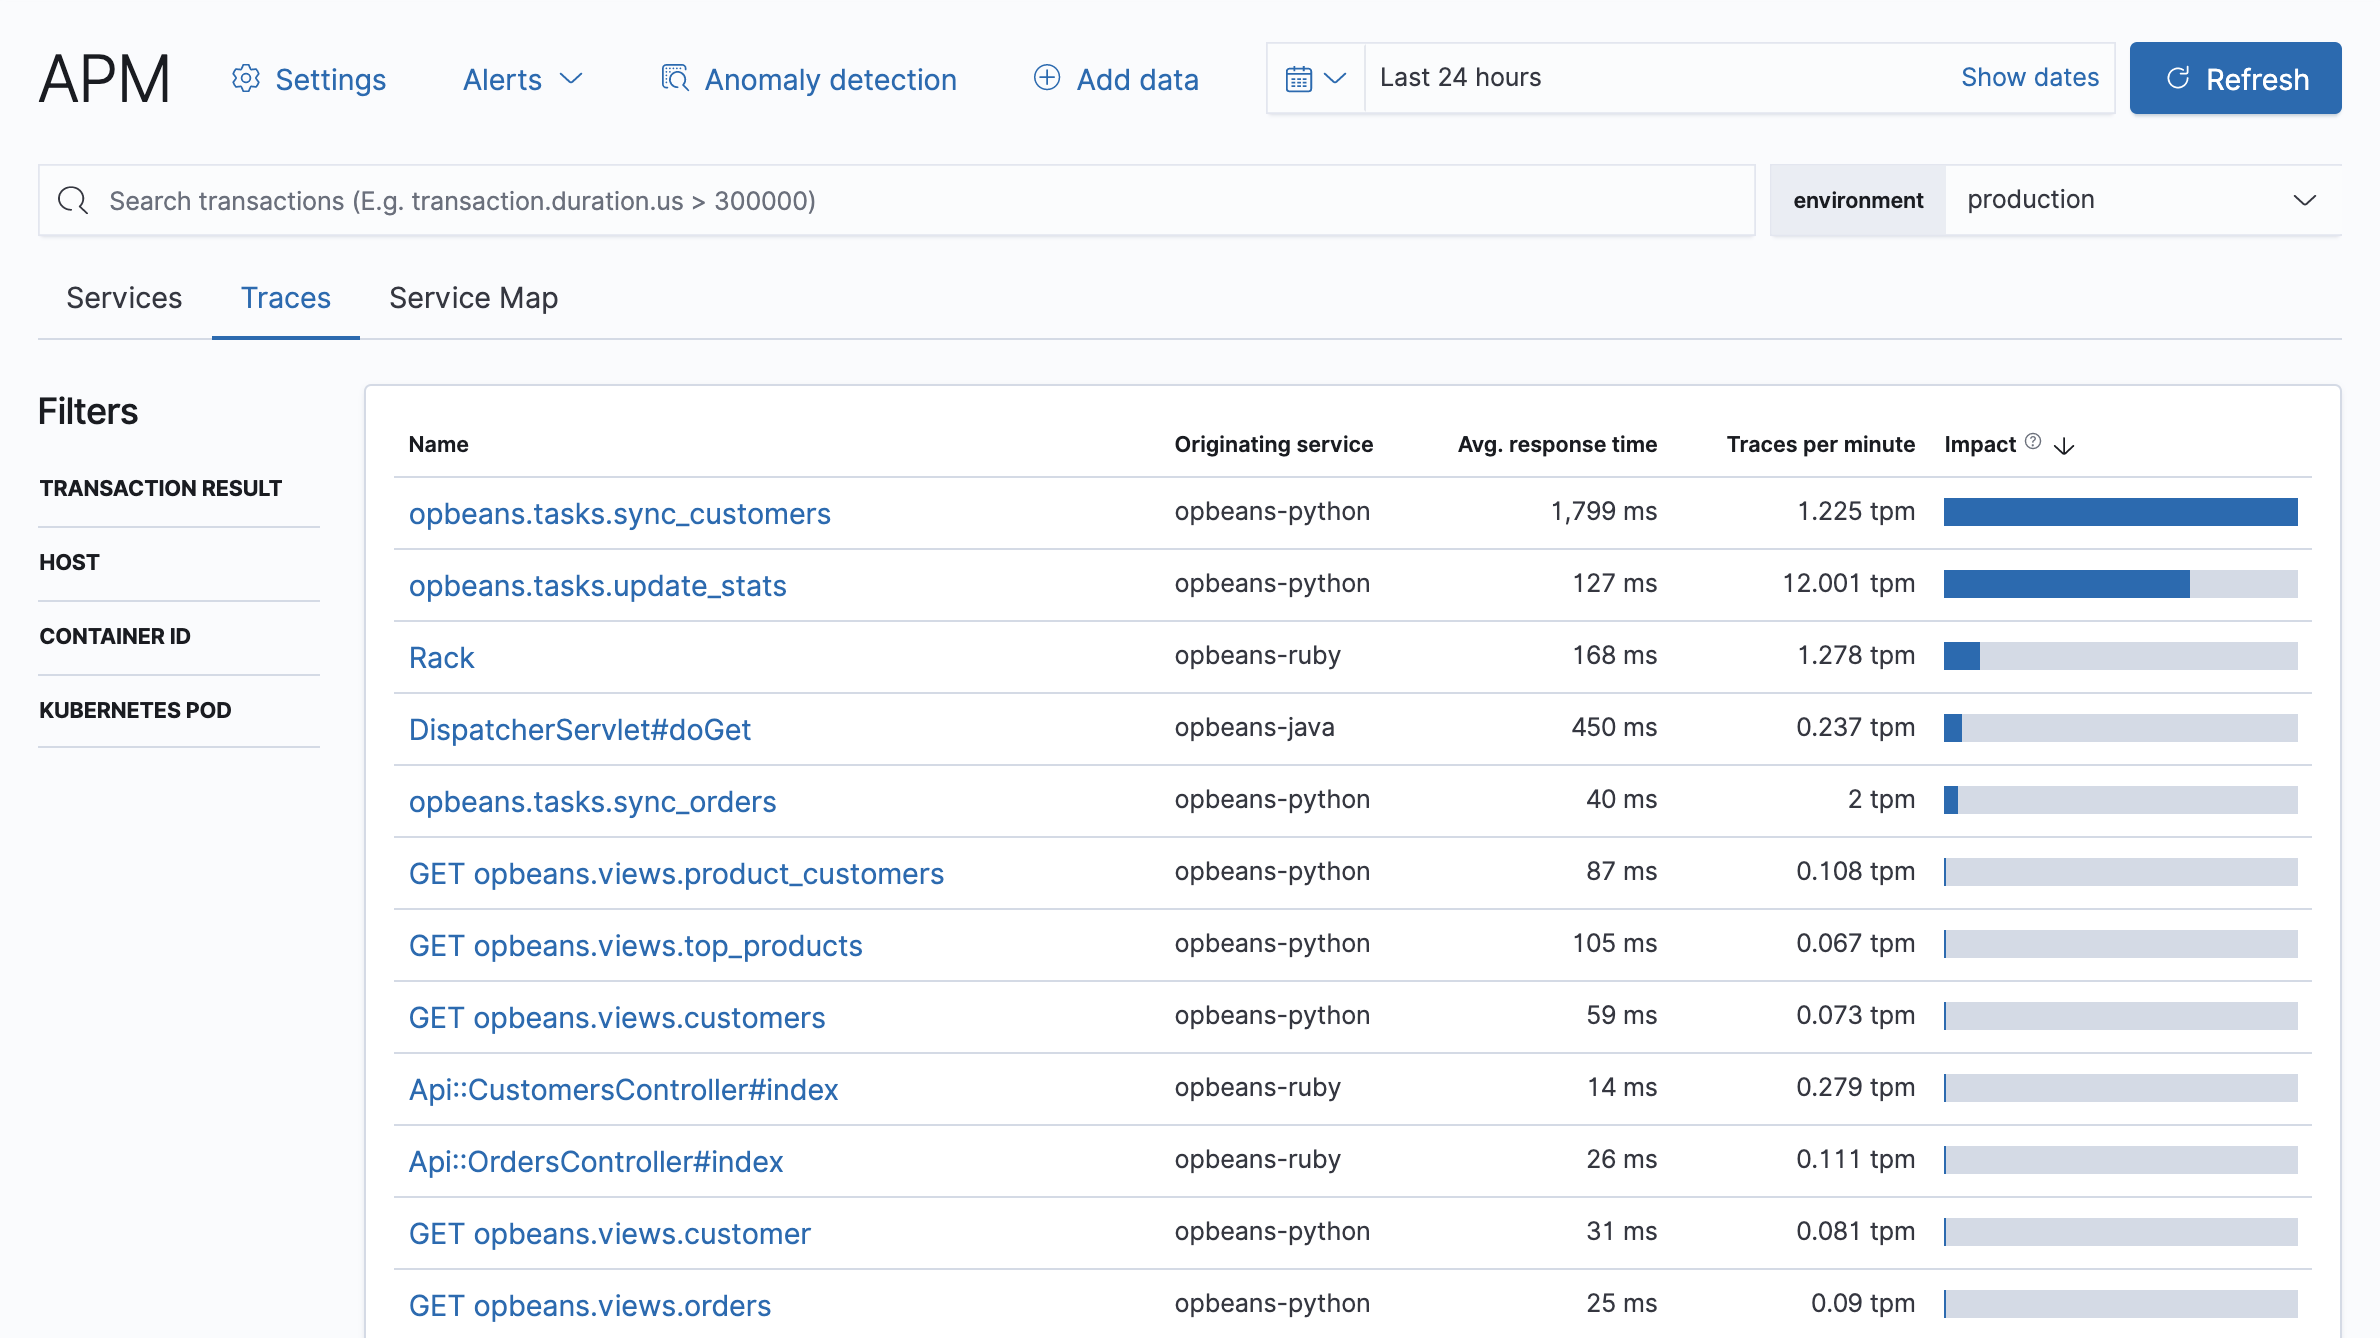 APM Settings Alerts Anomaly detection Add data Last 24 hours Show dates Refresh
Search transactions (E.g. transaction.duration.us > 300000) environment production
Services Traces Service Map
Filters
TRANSACTION RESULT
HOST
CONTAINER ID
KUBERNETES POD
Name Originating service Avg. response time Traces per minute Impact
opbeans.tasks.sync_customers opbeans-python 1,799 ms 1.225 tpm
opbeans.tasks.update_stats opbeans-python 127 ms 12.001 tpm
Rack opbeans-ruby 168 ms 1.278 tpm
DispatcherServlet#doGet opbeans-java 450 ms 0.237 tpm
opbeans.tasks.sync_orders opbeans-python 40 ms 2 tpm
GET opbeans.views.product_customers opbeans-python 87 ms 0.108 tpm
GET opbeans.views.top_products opbeans-python 105 ms 0.067 tpm
GET opbeans.views.customers opbeans-python 59 ms 0.073 tpm
Api::CustomersController#index opbeans-ruby 14 ms 0.279 tpm
Api::OrdersController#index opbeans-ruby 26 ms 0.111 tpm
GET opbeans.views.customer opbeans-python 31 ms 0.081 tpm
GET opbeans.views.orders opbeans-python 25 ms 0.09 tpm